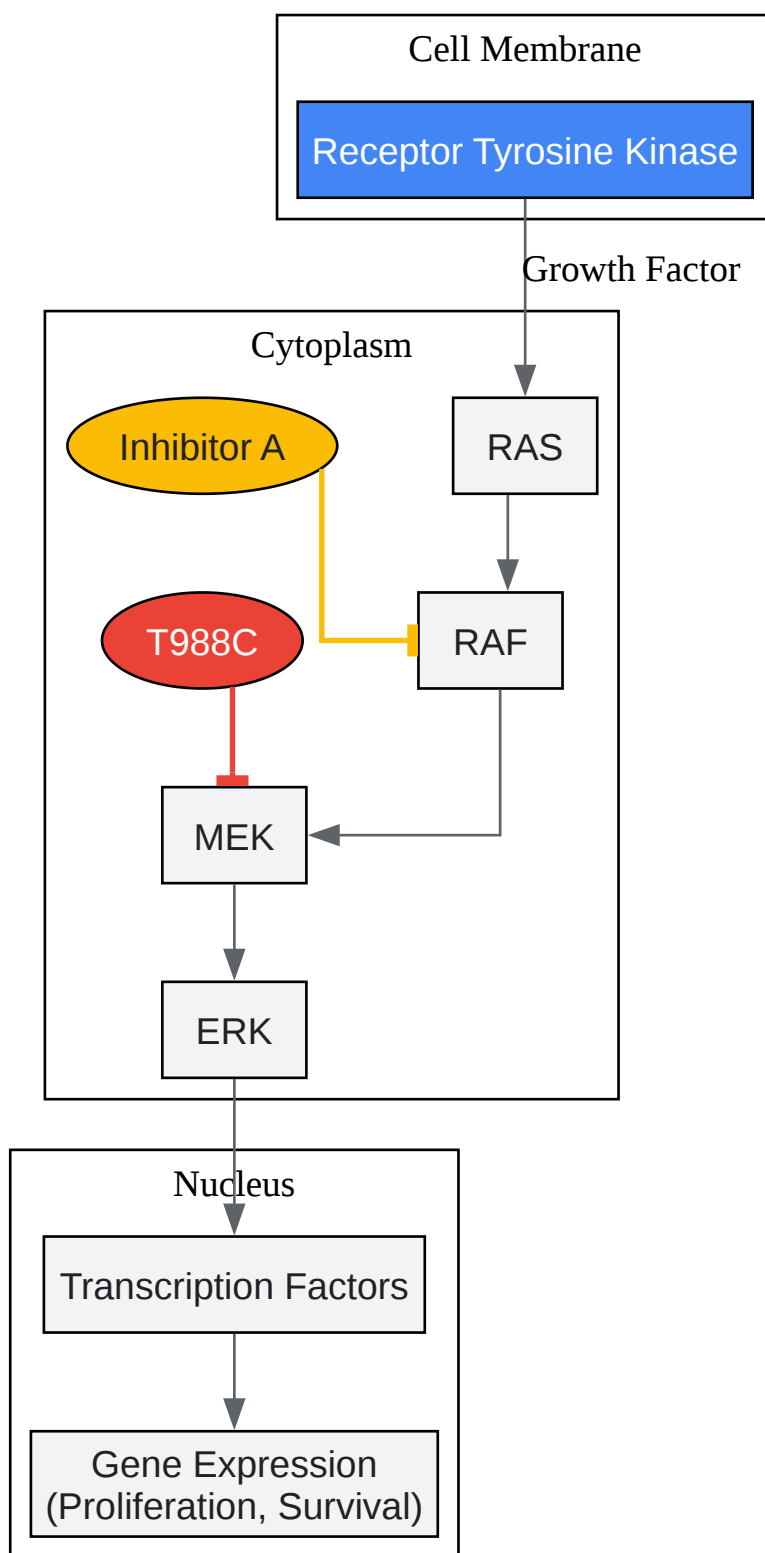 Cell Membrane
Receptor Tyrosine Kinase
Growth Factor
Cytoplasm
Inhibitor A
RAS
T988C
RAF
MEK
ERK
Nucleus
Transcription Factors
Gene Expression
(Proliferation, Survival)